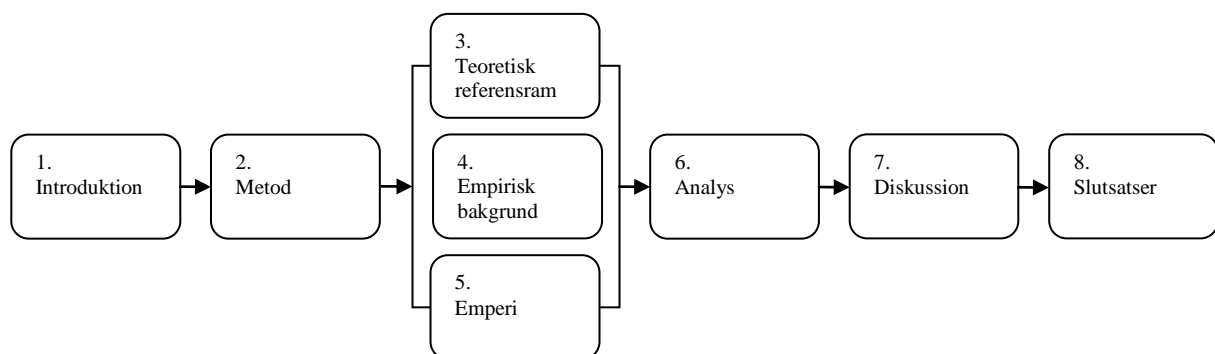 1.
Introduktion
2.
Metod
3.
Teoretisk
referensram
4.
Empirisk
bakgrund
5.
Emperi
6.
Analys
7.
Diskussion
8.
Slutsatser